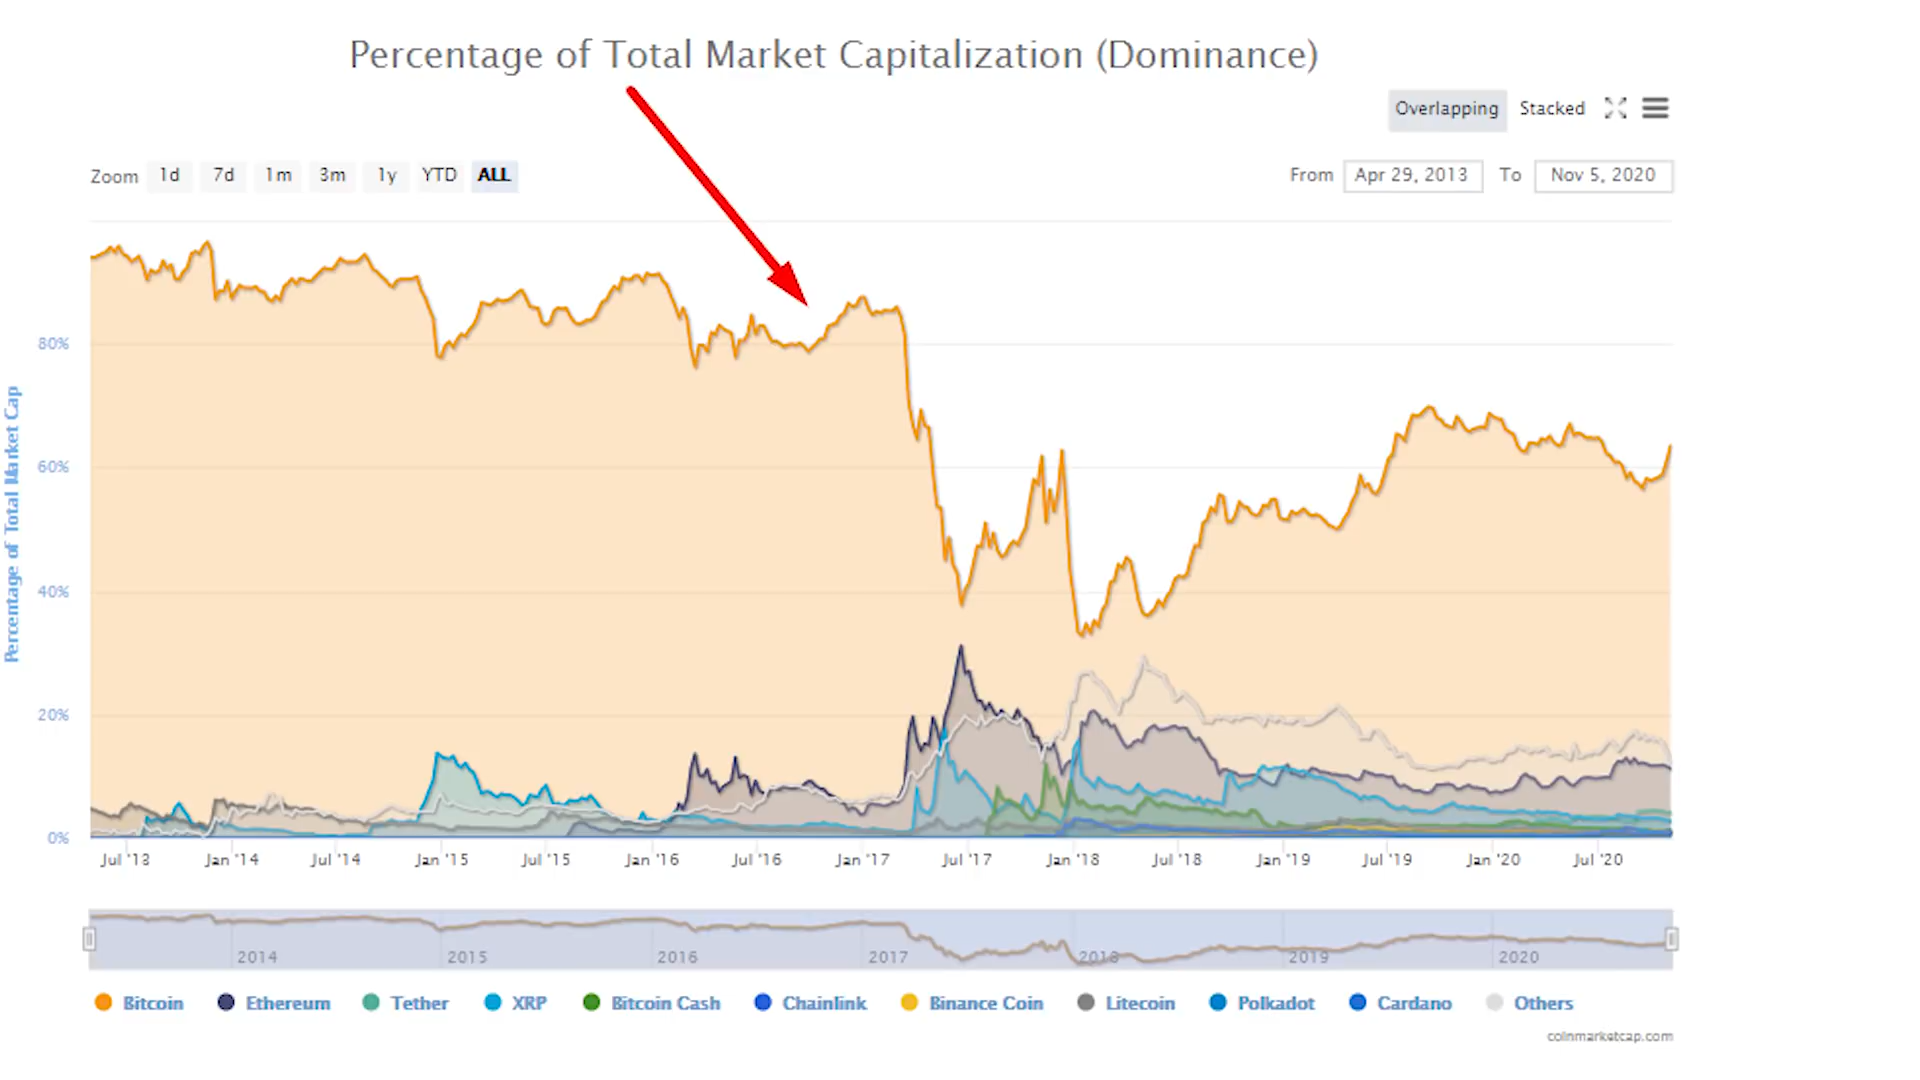 Percentage of Total Market Capitalization (Dominance)
Overlapping Stacked
Zoom 1d 7d 1m 3m 1y YTD ALL From Apr 29, 2013 To Nov 5, 2020
Percentage of Total Market Cap
80%
60%
40%
20%
0%
Jul '13 Jan '14 Jul '14 Jan '15 Jul '15 Jan '16 Jul '16 Jan '17 Jul '17 Jan '18 Jul '18 Jan '19 Jul '19 Jan '20 Jul '20
2014 2015 2016 2017 2018 2019 2020
Bitcoin Ethereum Tether XRP Bitcoin Cash Chainlink Binance Coin Litecoin Polkadot Cardano Others
coinmarketcap.com